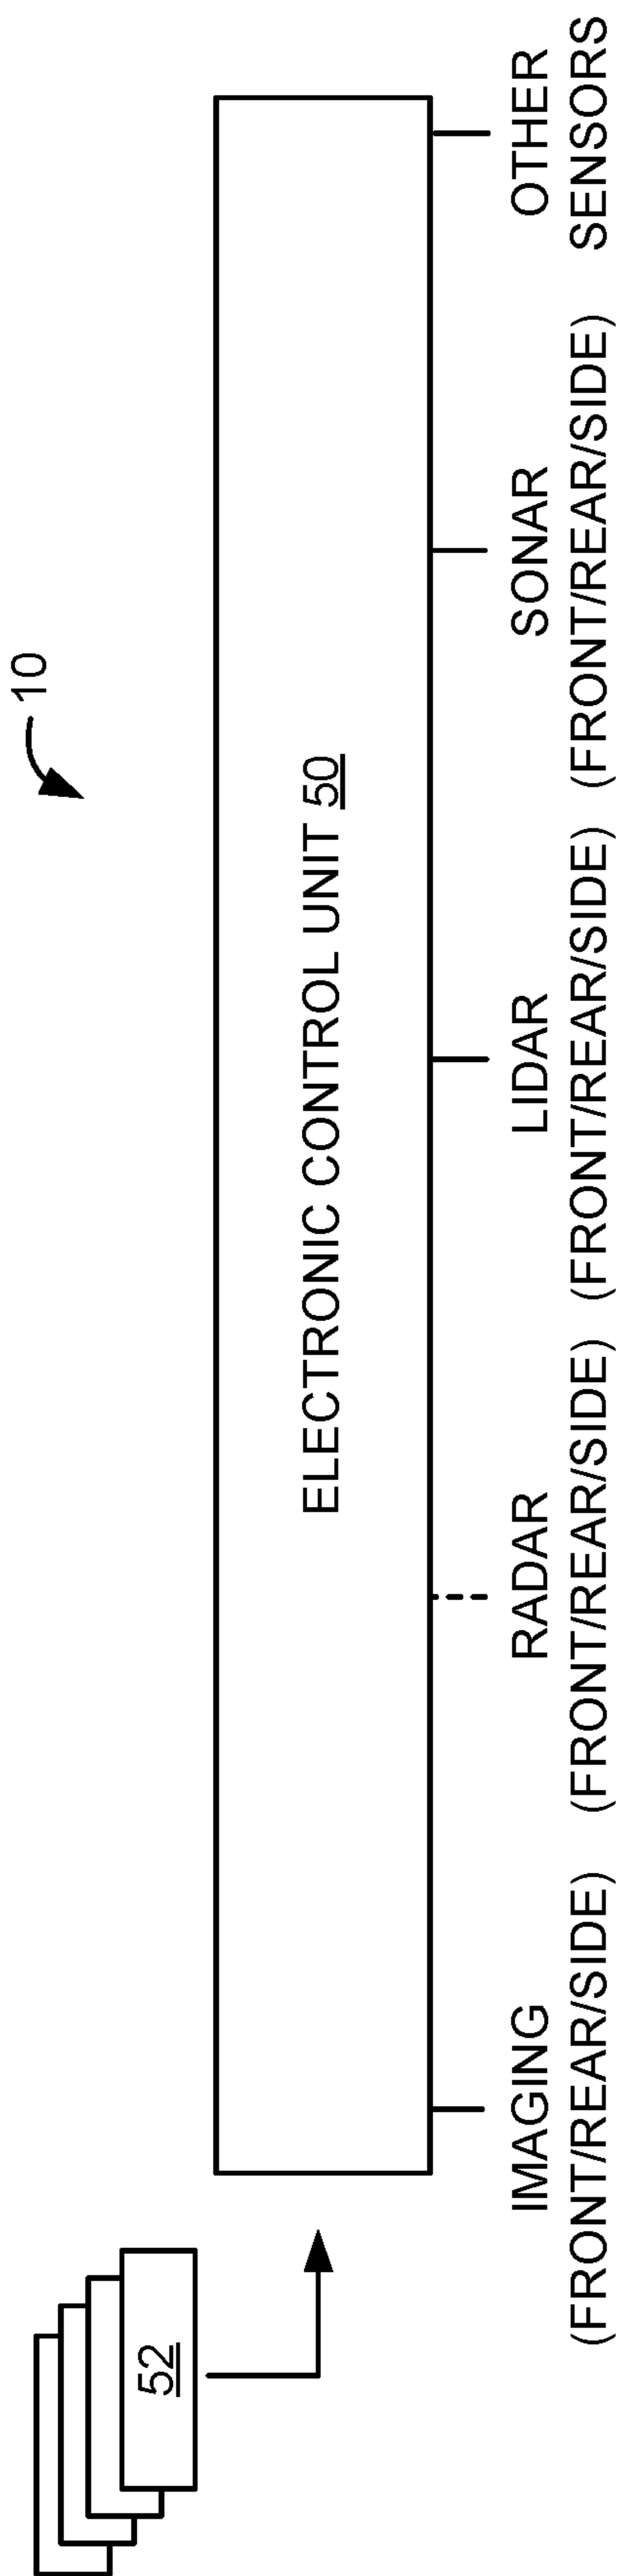 10
52
ELECTRONIC CONTROL UNIT 50
IMAGING
(FRONT/REAR/SIDE)
RADAR
(FRONT/REAR/SIDE)
LIDAR
(FRONT/REAR/SIDE)
SONAR
(FRONT/REAR/SIDE)
OTHER
SENSORS